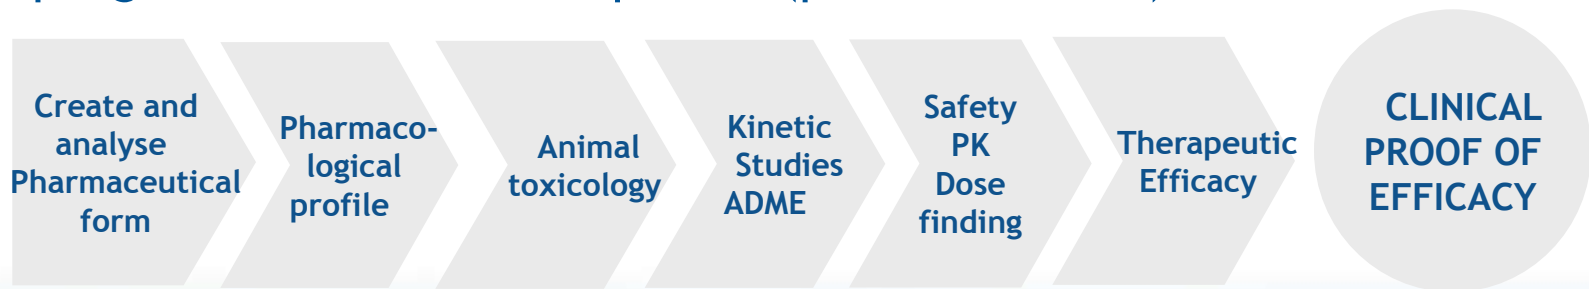 Create and
analyse
Pharmaceutical
form
Pharmaco-
logical
profile
Animal
toxicology
Kinetic
Studies
ADME
Safety
PK
Dose
finding
Therapeutic
Efficacy
CLINICAL
PROOF OF
EFFICACY